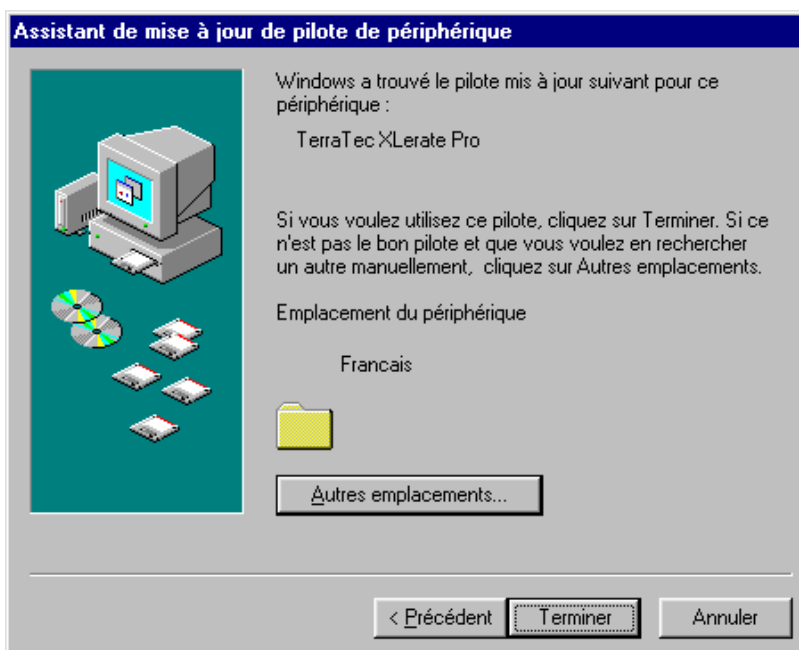 Assistant de mise à jour de pilote de périphérique
Windows a trouvé le pilote mis à jour suivant pour ce
périphérique :
TerraTec XLerate Pro
Si vous voulez utilisez ce pilote, cliquez sur Terminer. Si ce
n'est pas le bon pilote et que vous voulez en rechercher
un autre manuellement,  cliquez sur Autres emplacements.
Emplacement du périphérique
Francais
Autres emplacements...
< Précédent
Terminer
Annuler